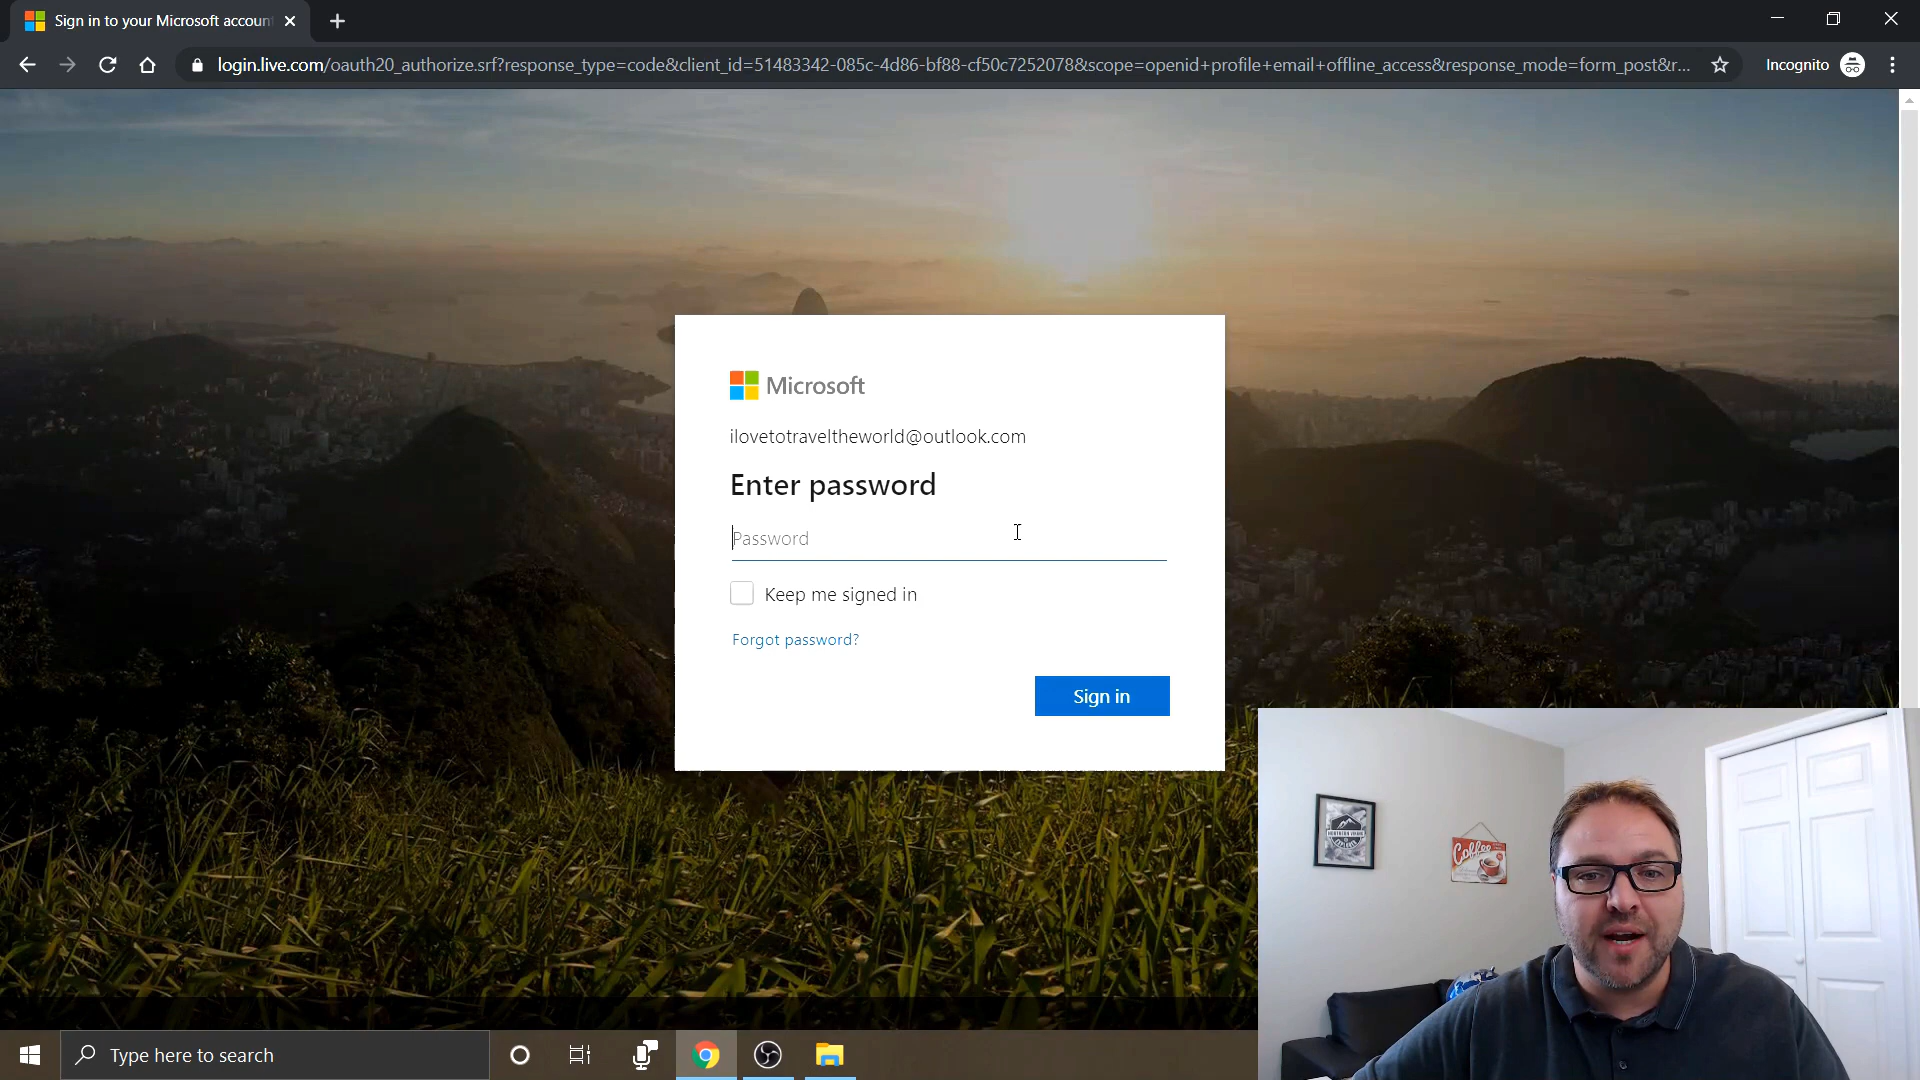 Sign in to your Microsoft accoun
login.live.com/oauth20_authorize.srf?response_type=code&client_id=51483342-085c-4d86-bf88-cf50c7252078&scope=openid+profile+email+offline_access&response_mode=form_post&r...
Incognito
Microsoft
ilovetotraveltheworld@outlook.com
Enter password
Password
Keep me signed in
Forgot password?
Sign in
Coffee
Type here to search